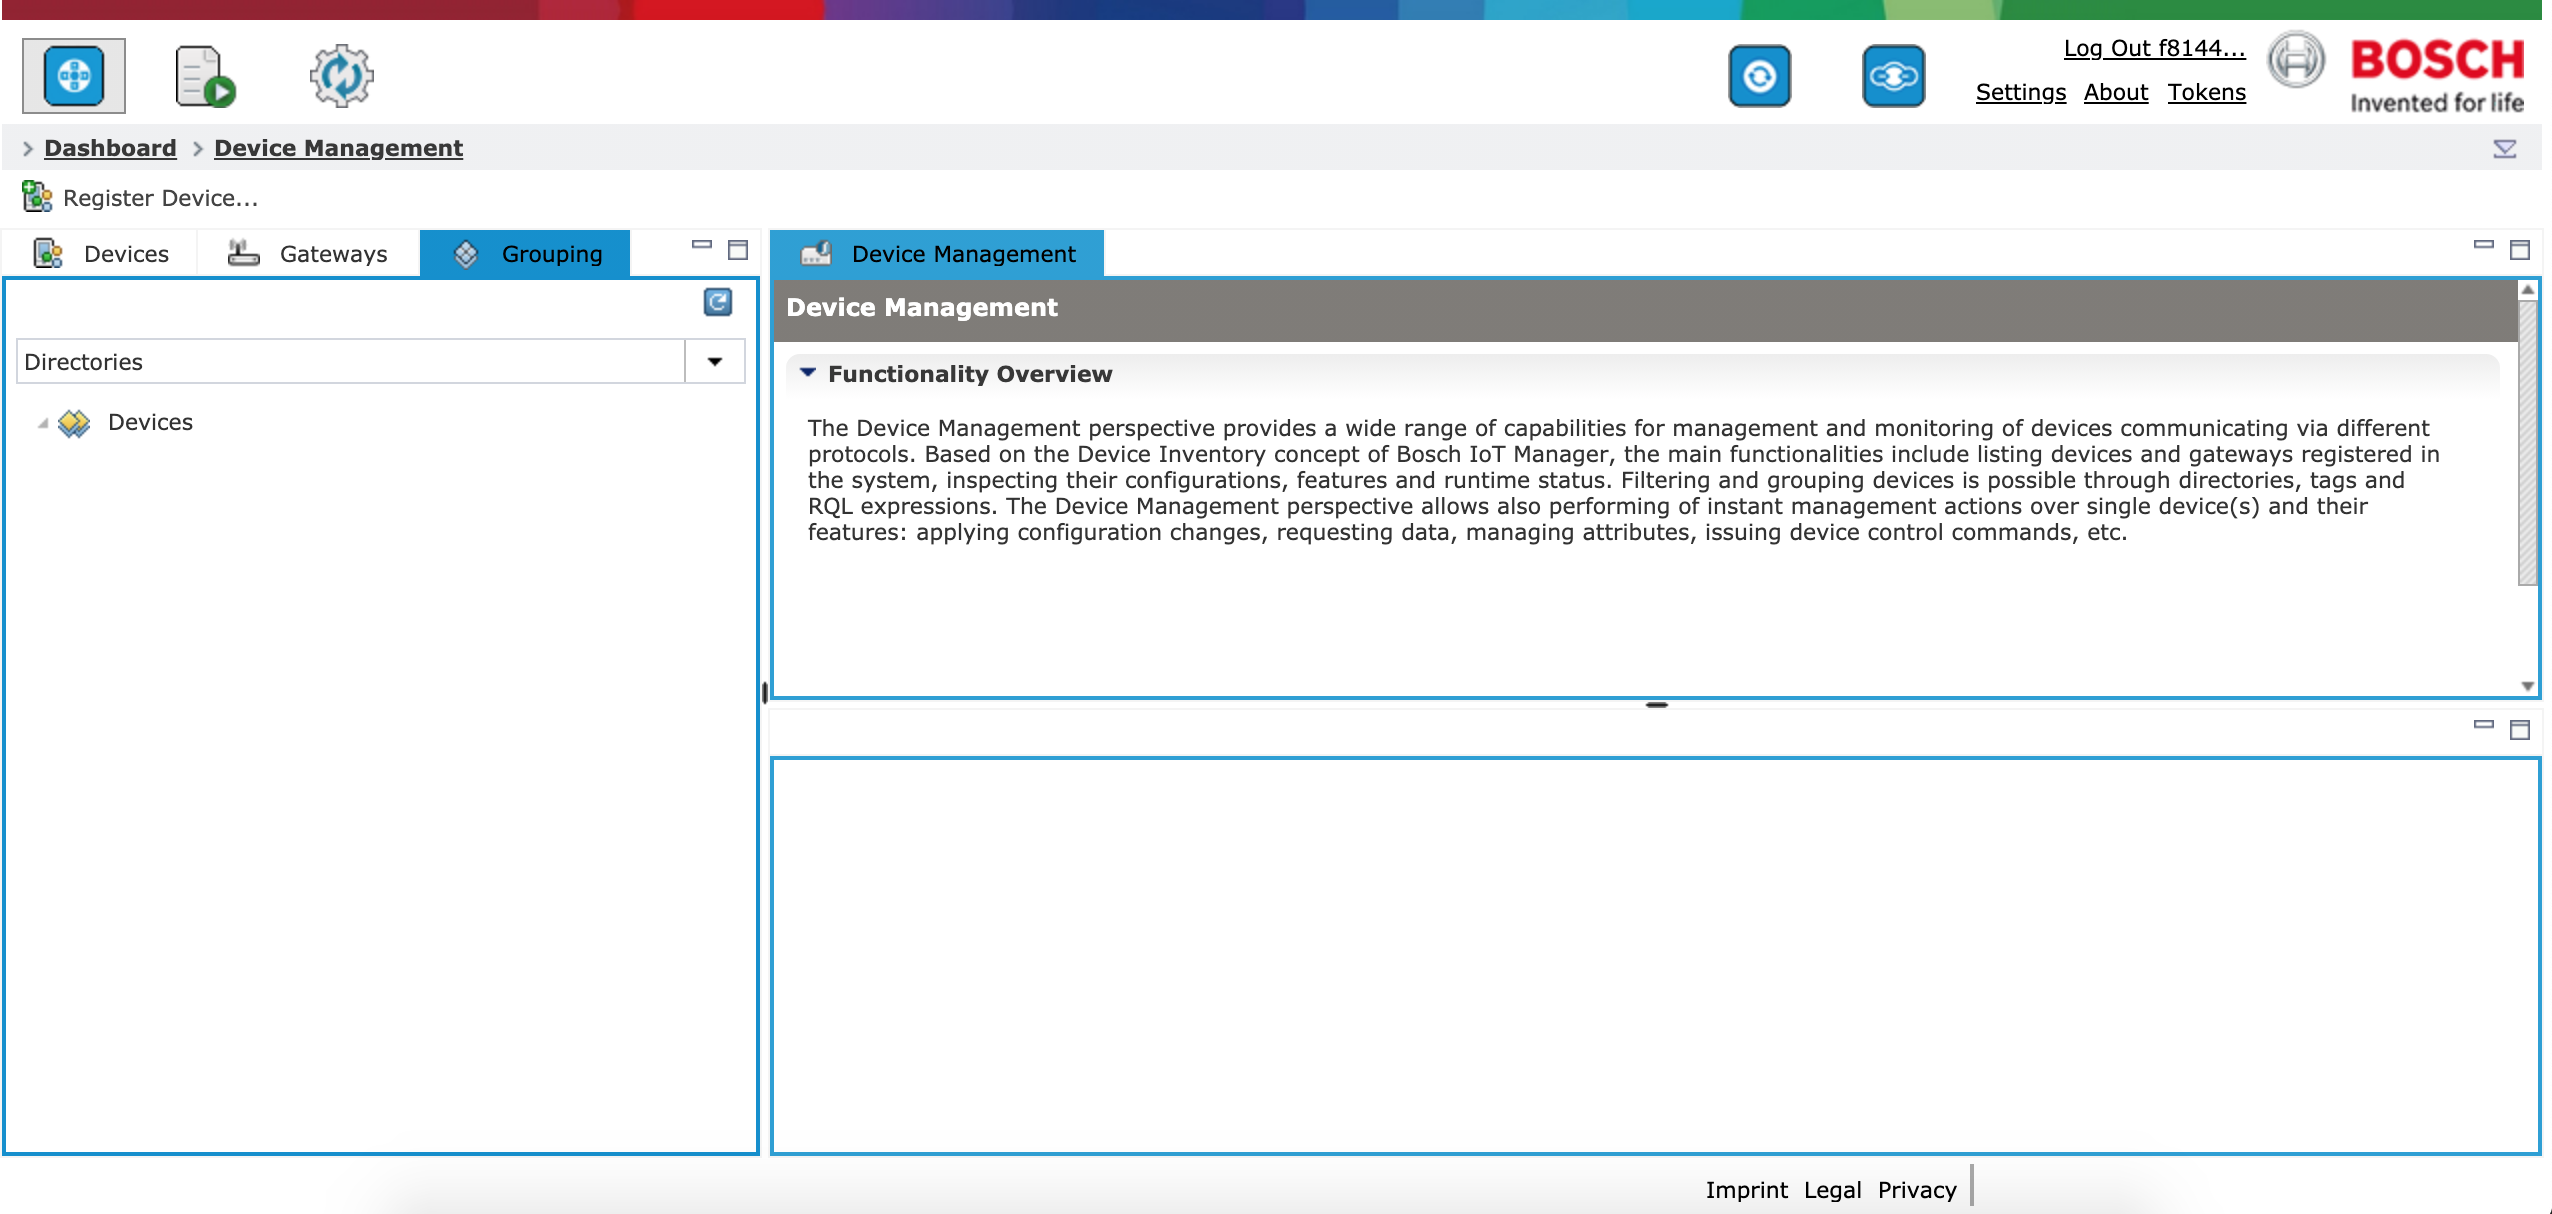 Log Out f8144...
Settings About Tokens
BOSCH
Invented for life
Dashboard Device Management
Register Device...
Devices Gateways Grouping
Device Management
Directories
Devices
Device Management
Functionality Overview
The Device Management perspective provides a wide range of capabilities for management and monitoring of devices communicating via different
protocols. Based on the Device Inventory concept of Bosch IoT Manager, the main functionalities include listing devices and gateways registered in
the system, inspecting their configurations, features and runtime status. Filtering and grouping devices is possible through directories, tags and
RQL expressions. The Device Management perspective allows also performing of instant management actions over single device(s) and their
features: applying configuration changes, requesting data, managing attributes, issuing device control commands, etc.
Imprint Legal Privacy